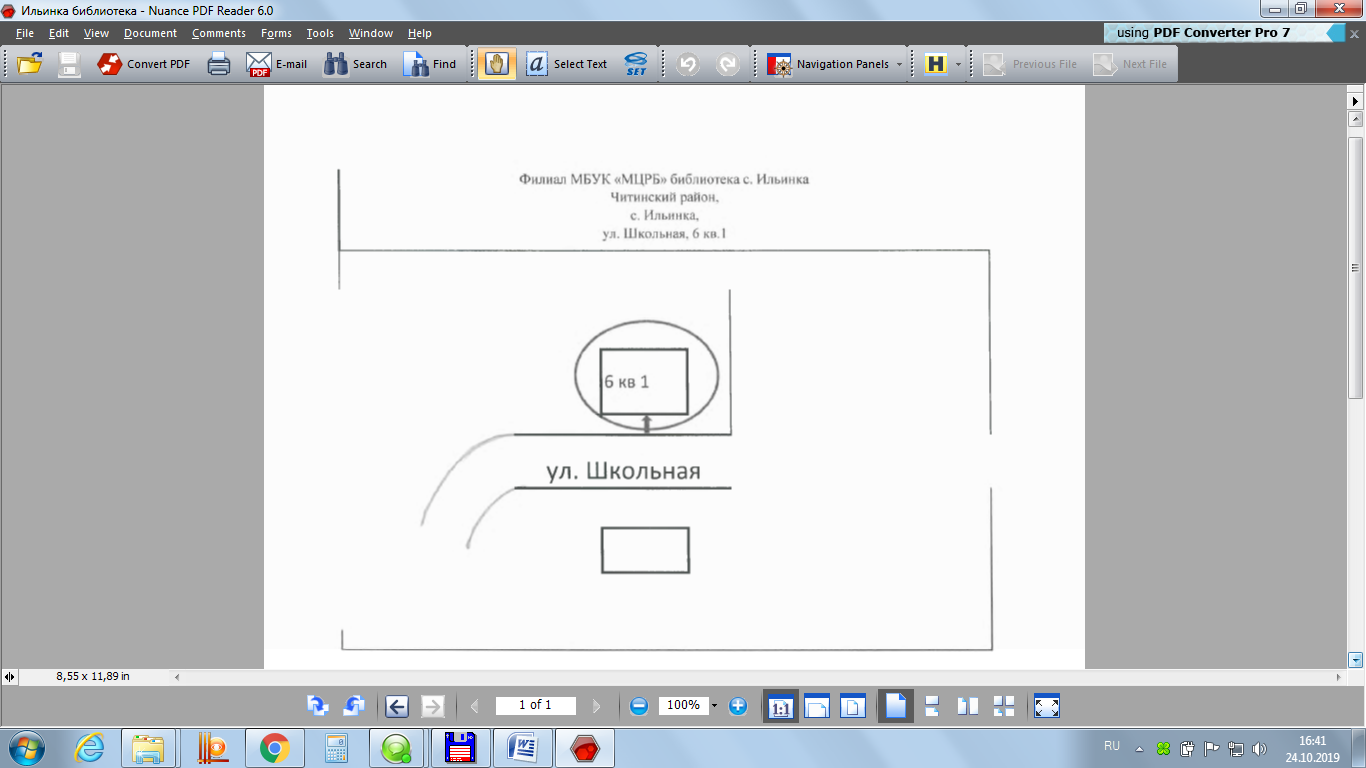 Ильинка библиотека - Nuance PDF Reader 6.0
File Edit View Document Comments Forms Tools Window Help
using PDF Converter Pro 7
Convert PDF E-mail Search Find Select Text SET Navigation Panels H Previous File Next File
Филиал МБУК «МЦРБ» библиотека с. Ильинка
Читинский район,
с. Ильинка,
ул. Школьная, 6 кв.1
6 кв 1
ул. Школьная
8,55 x 11,89 in
1 of 1 100% 1:1
RU 16:41
24.10.2019